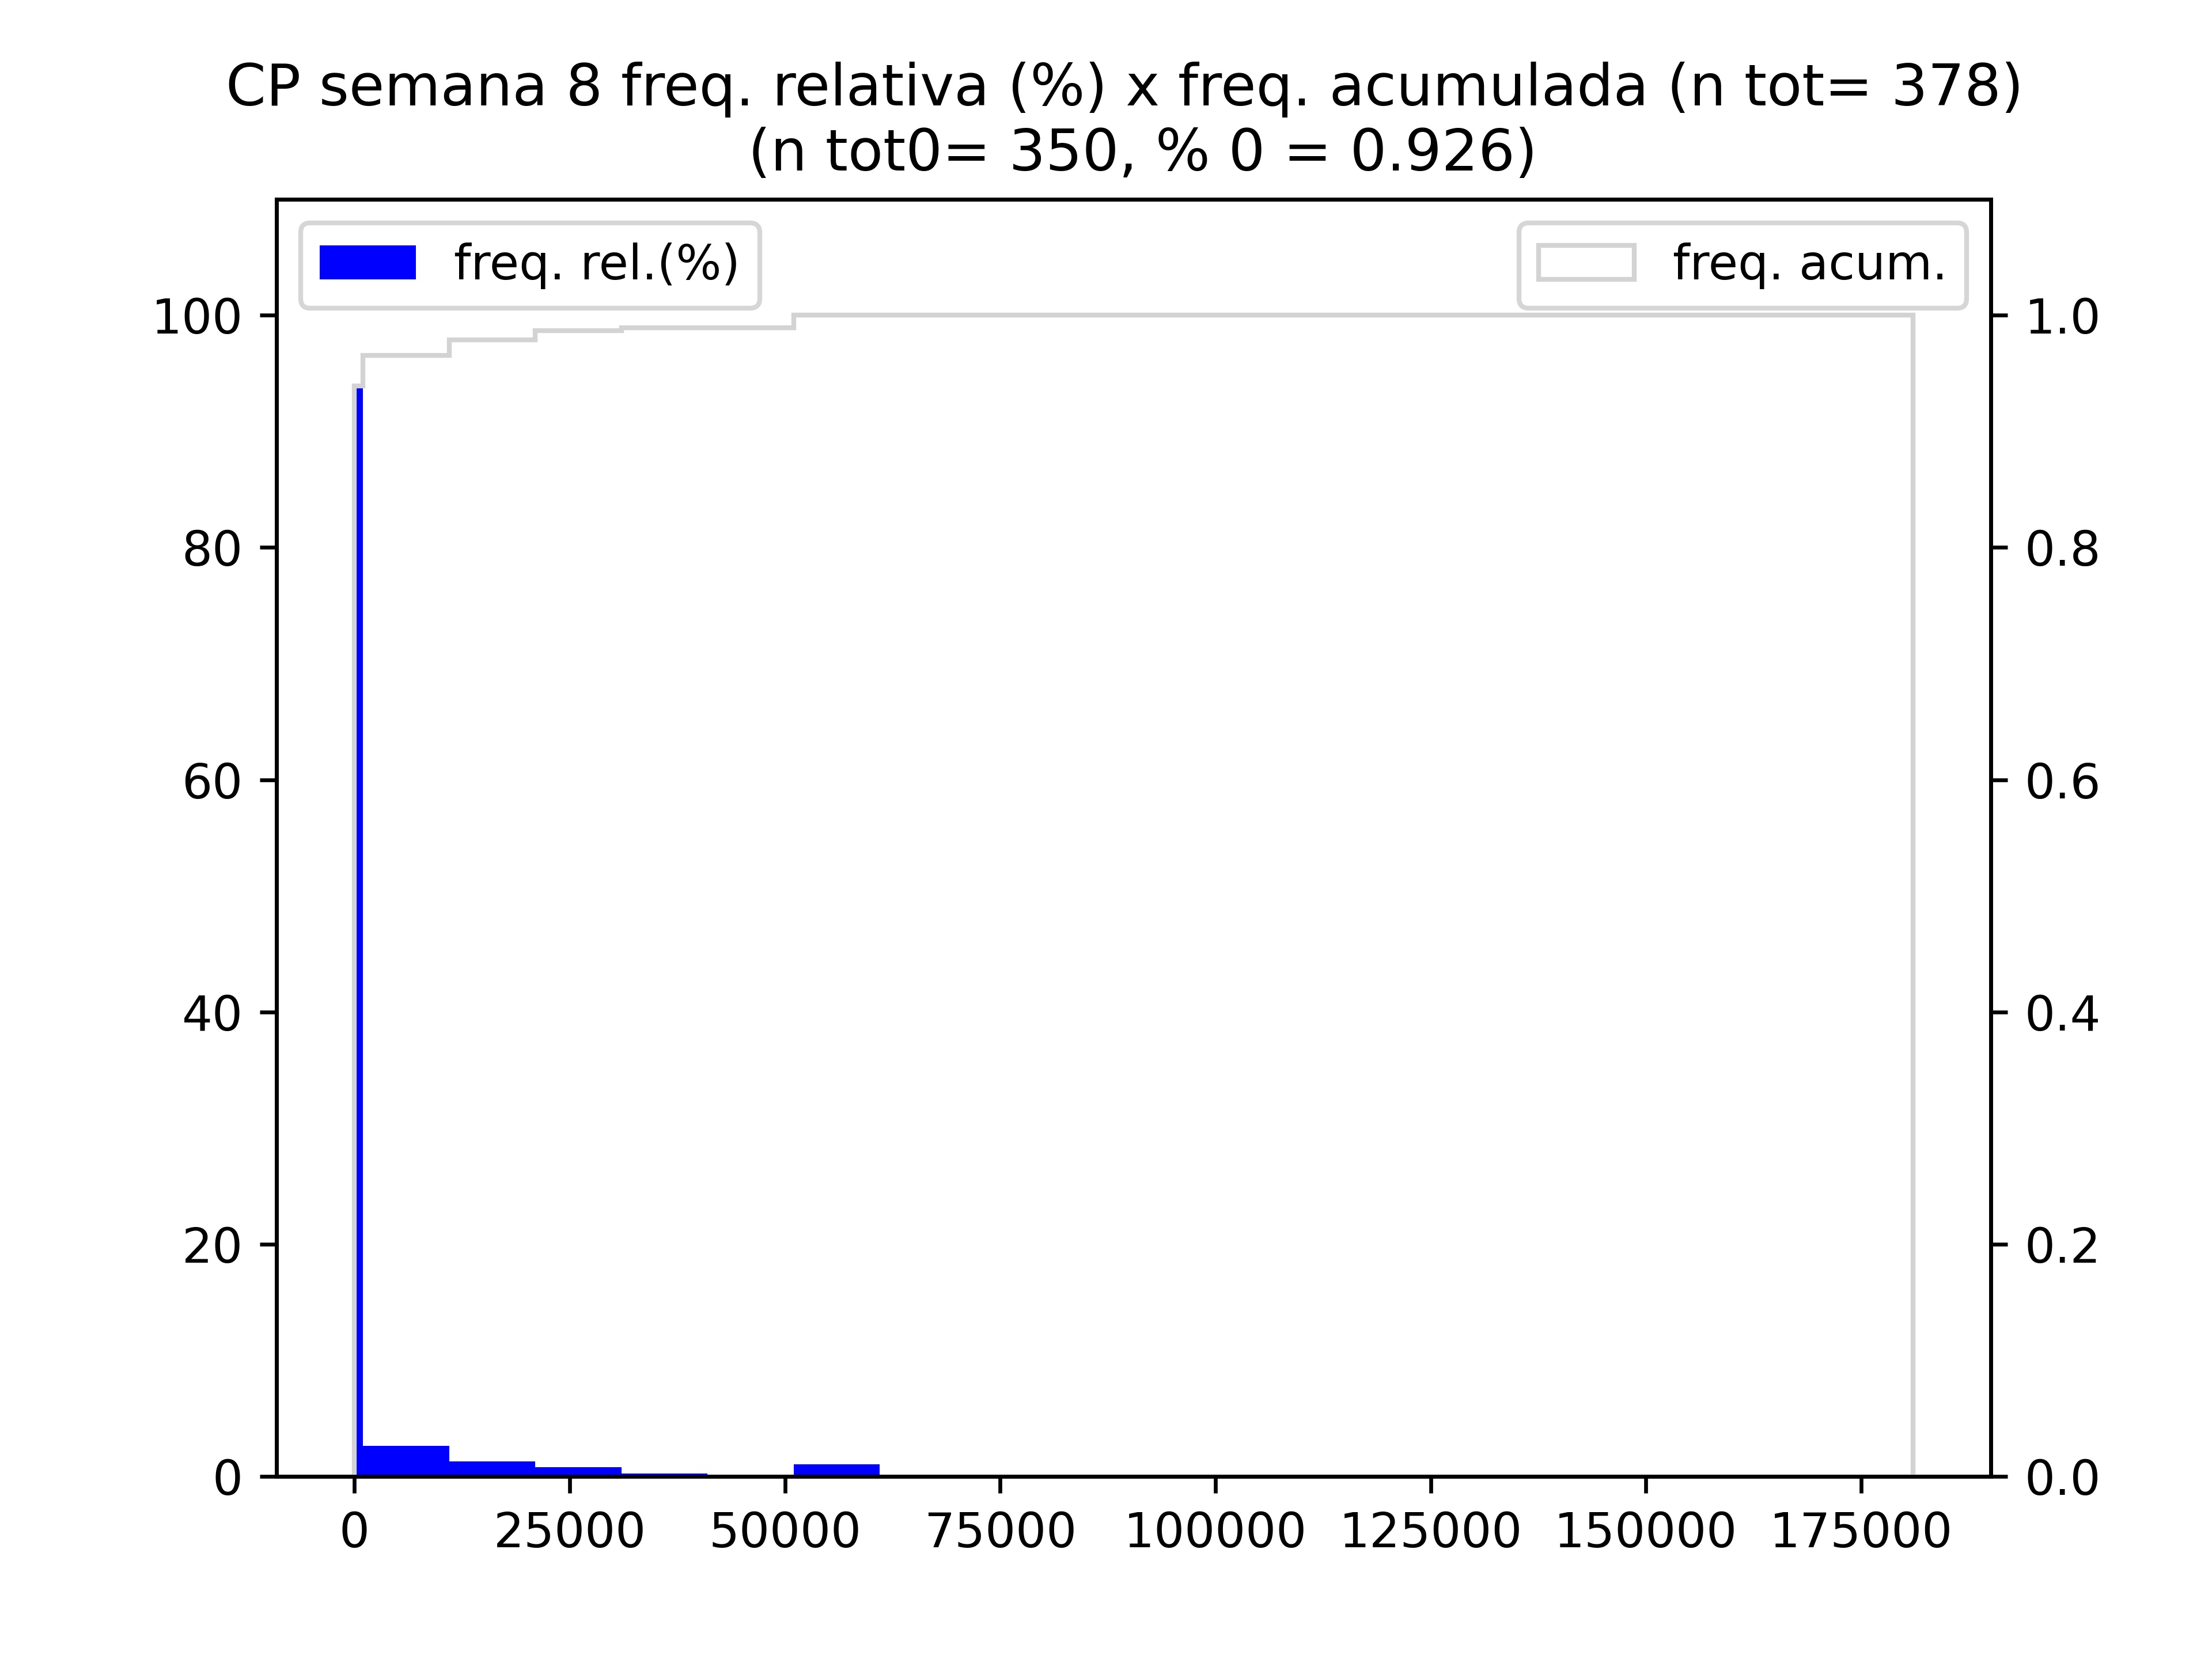 CP semana 8 freq. relativa (%) x freq. acumulada (n tot= 378)
(n tot0= 350, % 0 = 0.926)
freq. rel.(%)
freq. acum.
100
80
60
40
20
0
1.0
0.8
0.6
0.4
0.2
0.0
0 25000 50000 75000 100000 125000 150000 175000